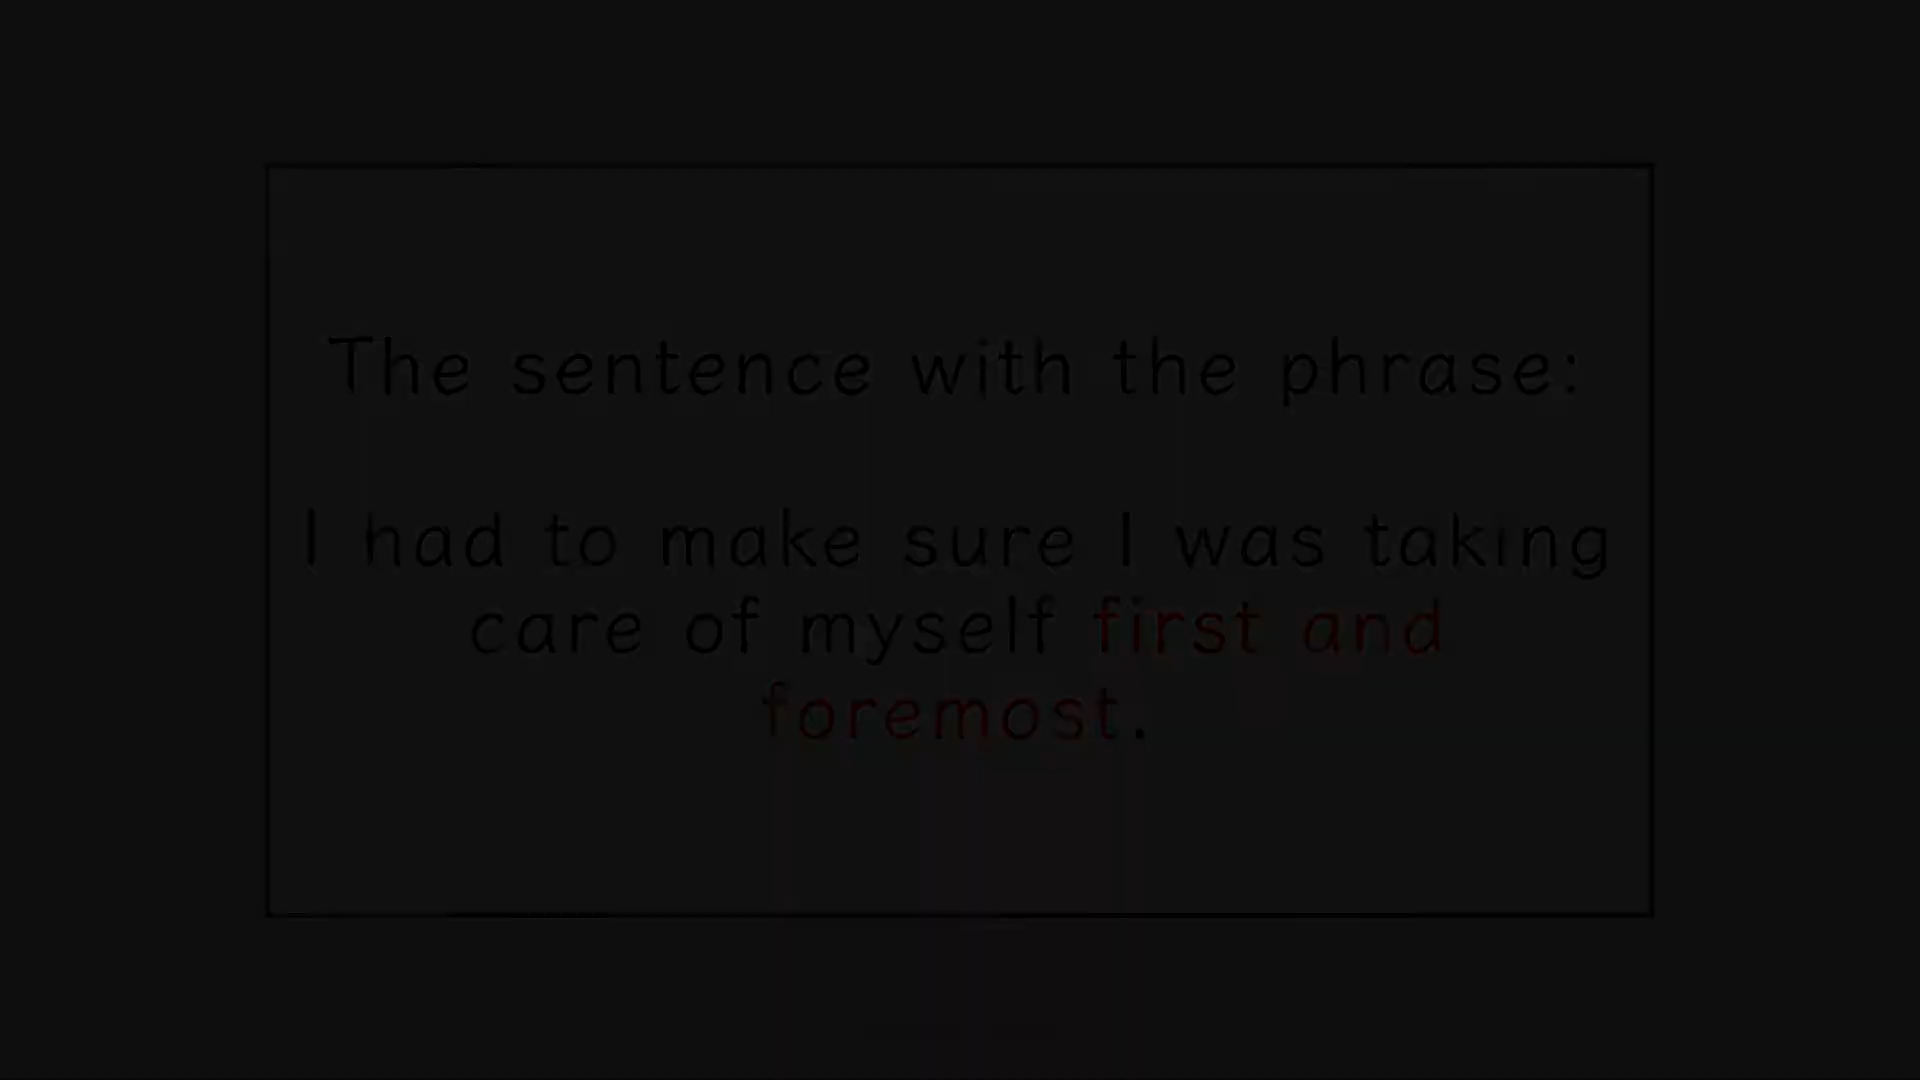 The sentence with the phrase:
I had to make sure I was taking
care of myself first and
foremost.